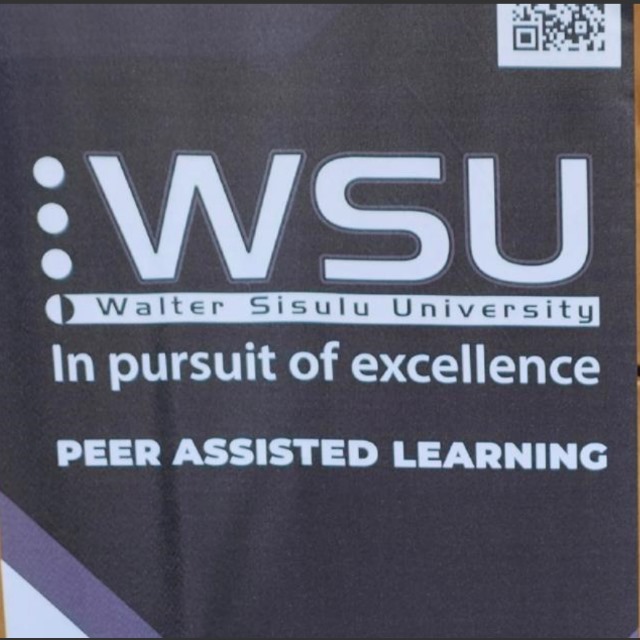 WSU
Walter Sisulu University
In pursuit of excellence
PEER ASSISTED LEARNING